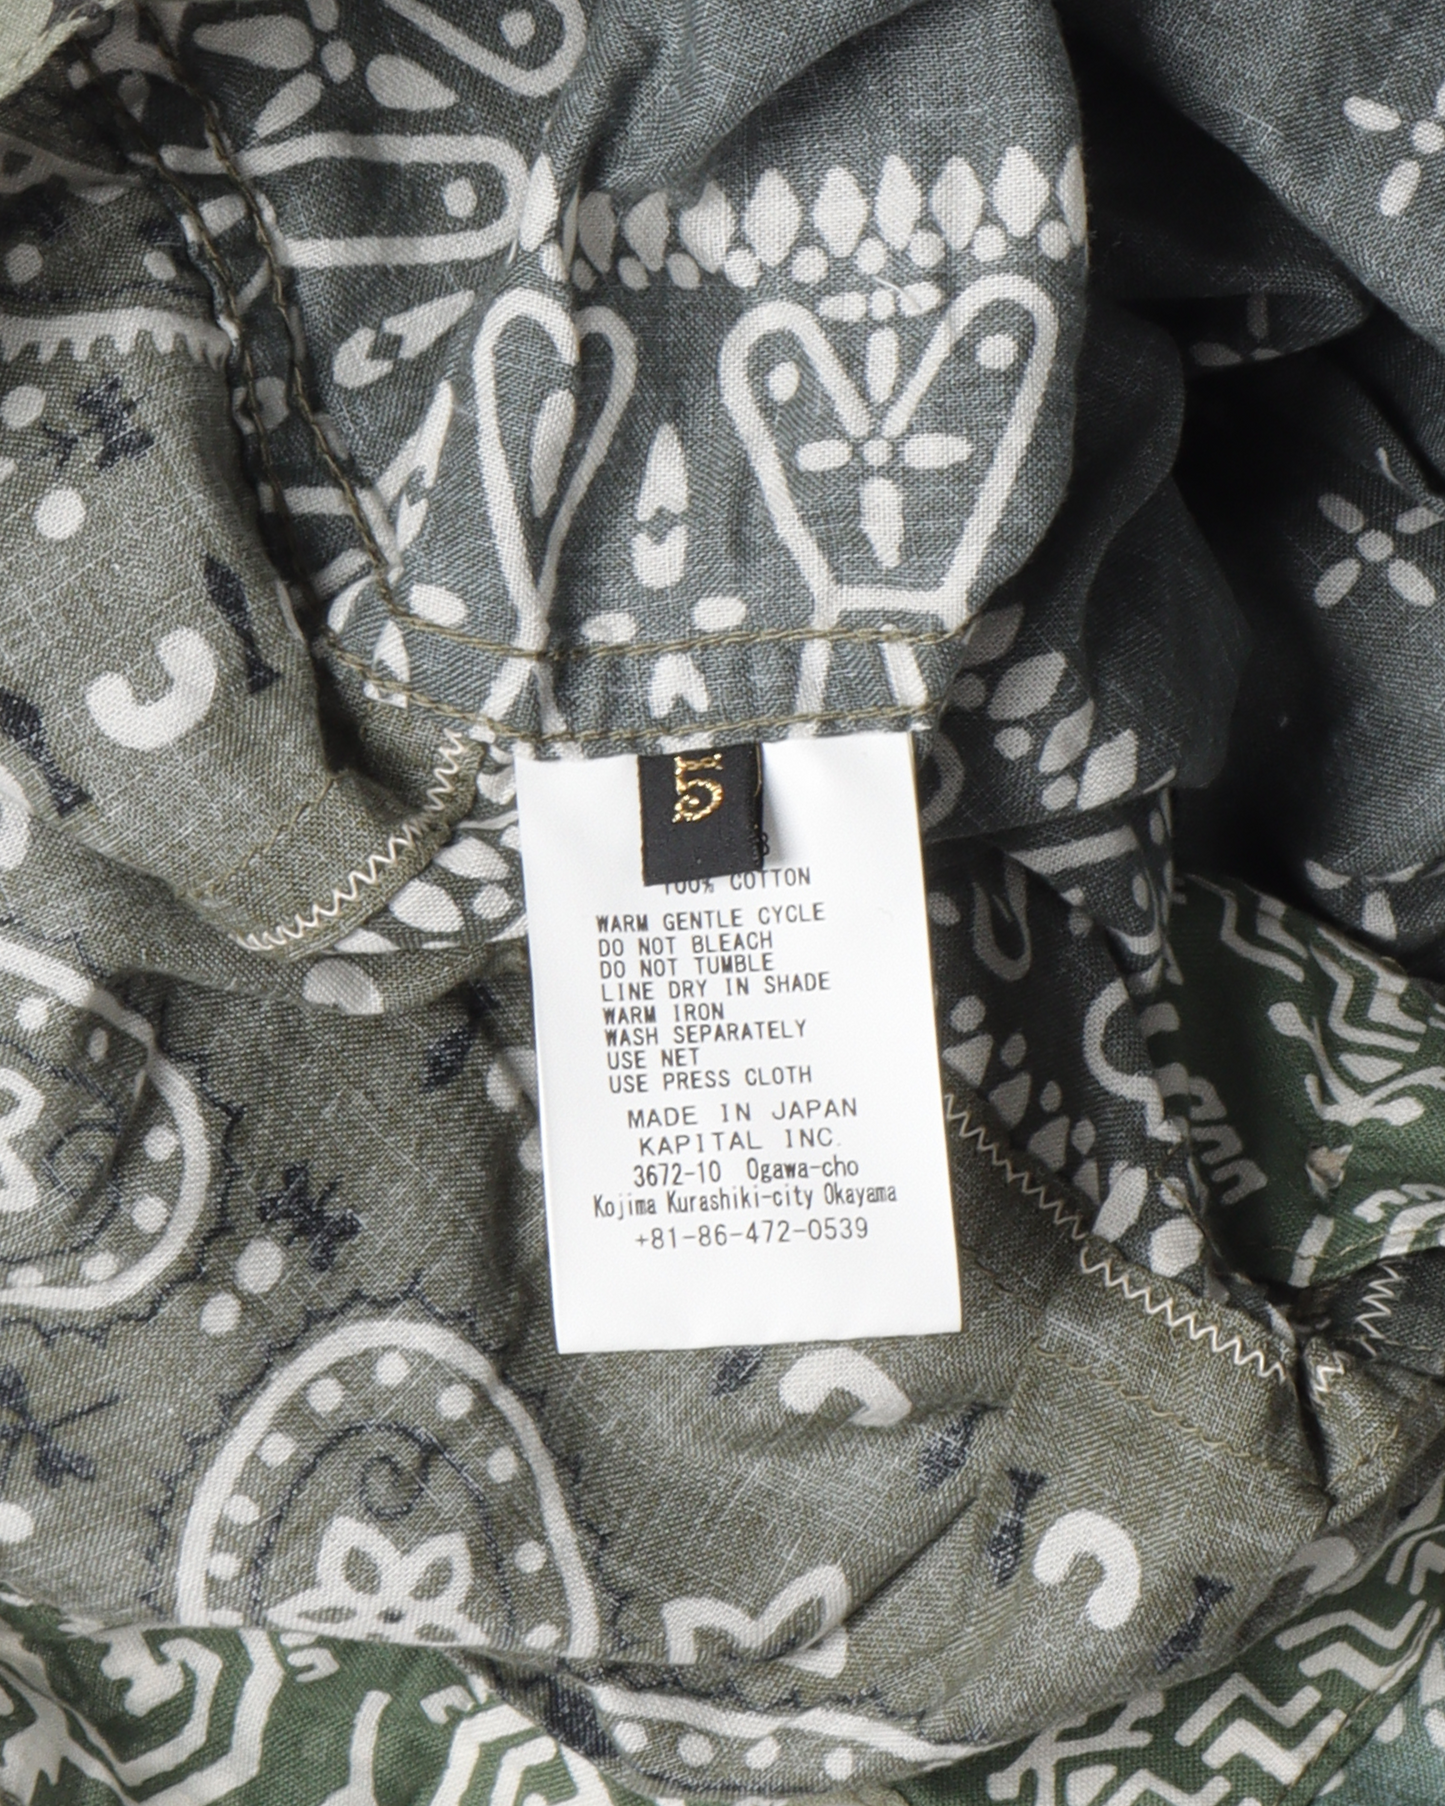 5
100% COTTON
WARM GENTLE CYCLE
DO NOT BLEACH
DO NOT TUMBLE
LINE DRY IN SHADE
WARM IRON
WASH SEPARATELY
USE NET
USE PRESS CLOTH
MADE IN JAPAN
KAPITAL INC.
3672-10 Ogawa-cho
Kojima Kurashiki-city Okayama
+81-86-472-0539